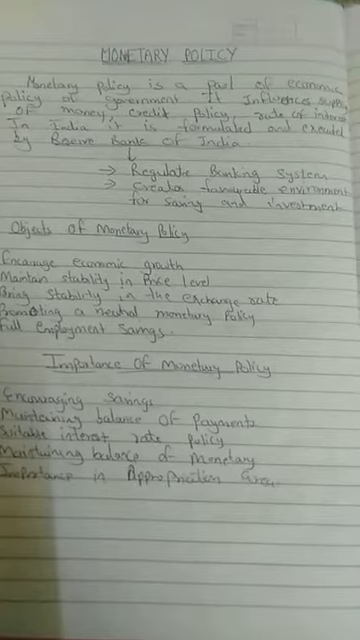 MONETARY POLICY
Monetary policy is a part of economic
policy of government. It Influences supply
of money, credit policy, rate of interest
In India it is formulated and executed
by Reserve Bank of India
→ Regulate Banking System
→ Creates favourable environment
for saving and investment
Objects of Monetary Policy
Encourage economic growth
Maintain stability in Price level
Bring stability in the exchange rate
Promoting a neutral monetary Policy
Full Employment Savings.
Importance of Monetary Policy
Encouraging Savings
Maintaining balance of Payments
Suitable interest rate policy
Maintaining balance of Monetary
Importance in Appropriation